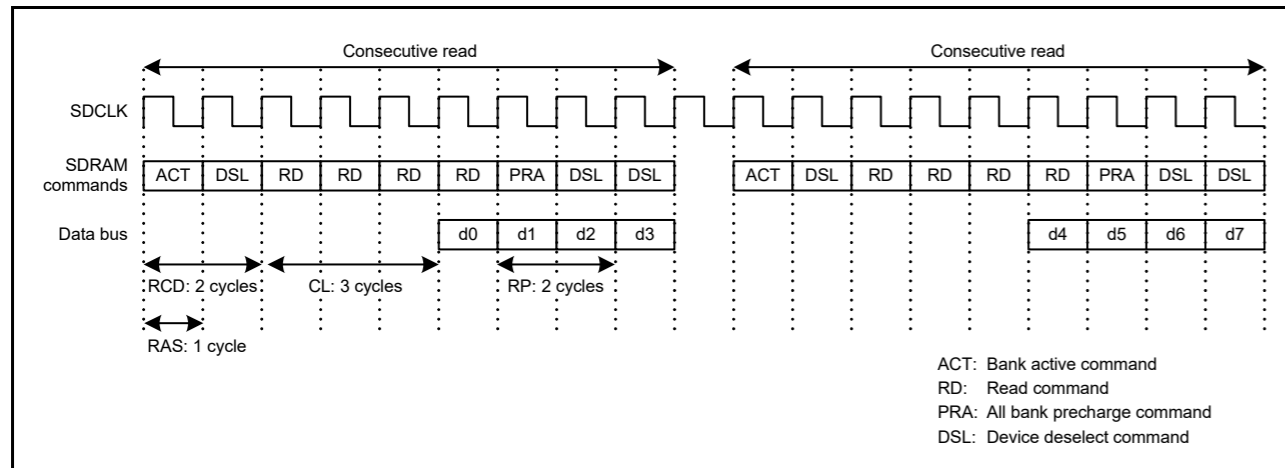 Consecutive read Consecutive read
SDCLK
SDRAM commands ACT DSL RD RD RD RD PRA DSL DSL ACT DSL RD RD RD RD PRA DSL DSL
Data bus d0 d1 d2 d3 d4 d5 d6 d7
RCD: 2 cycles CL: 3 cycles RP: 2 cycles
RAS: 1 cycle
ACT: Bank active command
RD: Read command
PRA: All bank precharge command
DSL: Device deselect command